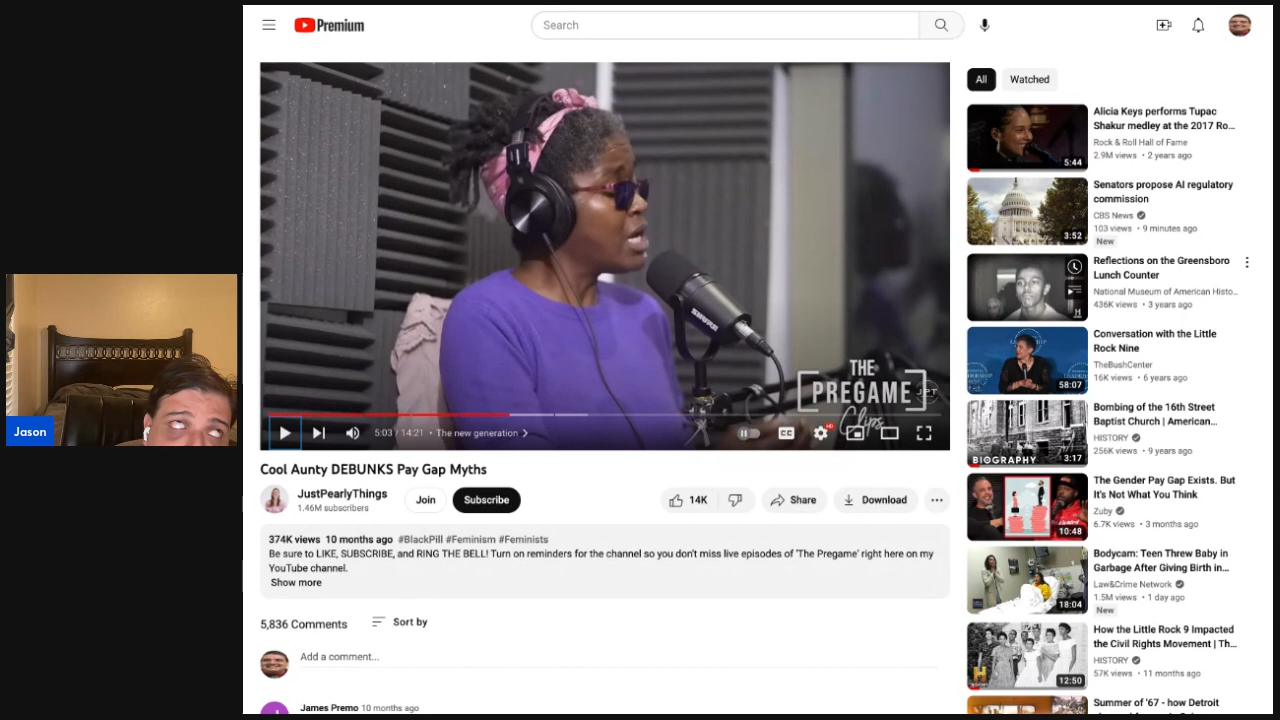 Premium
Search
SHURE
THE
PREGAME
Clips
5:03 / 14:21 • The new generation
HD
Cool Aunty DEBUNKS Pay Gap Myths
JustPearlyThings
1.46M subscribers
Join
Subscribe
14K
Share
Download
374K views 10 months ago #BlackPill #Feminism #Feminists
Be sure to LIKE, SUBSCRIBE, and RING THE BELL! Turn on reminders for the channel so you don't miss live episodes of 'The Pregame' right here on my
YouTube channel.
Show more
5,836 Comments
Sort by
Add a comment...
James Premo 10 months ago
Jason
All
Watched
5:44
Alicia Keys performs Tupac
Shakur medley at the 2017 Ro...
Rock & Roll Hall of Fame
2.9M views • 2 years ago
3:52
Senators propose AI regulatory
commission
CBS News
103 views • 9 minutes ago
New
Reflections on the Greensboro
Lunch Counter
National Museum of American Histo...
436K views • 3 years ago
58:07
Conversation with the Little
Rock Nine
TheBushCenter
16K views • 6 years ago
BIOGRAPHY
3:17
Bombing of the 16th Street
Baptist Church | American...
HISTORY
256K views • 9 years ago
10:48
The Gender Pay Gap Exists. But
It's Not What You Think
Zuby
6.7K views • 3 months ago
18:04
Bodycam: Teen Threw Baby in
Garbage After Giving Birth in...
Law&Crime Network
1.5M views • 1 day ago
New
12:50
How the Little Rock 9 Impacted
the Civil Rights Movement | Th...
HISTORY
57K views • 11 months ago
Summer of '67 - how Detroit